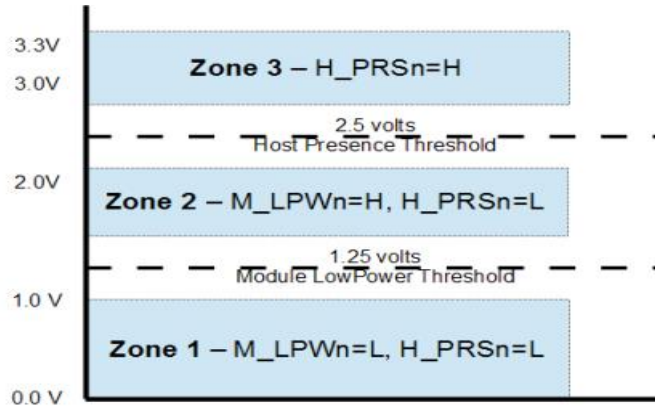 3.3V
Zone 3 – H_PRSn=H
3.0V
2.5 volts
Host Presence Threshold
2.0V
Zone 2 – M_LPWn=H, H_PRSn=L
1.25 volts
Module LowPower Threshold
1.0 V
Zone 1 – M_LPWn=L, H_PRSn=L
0.0 V